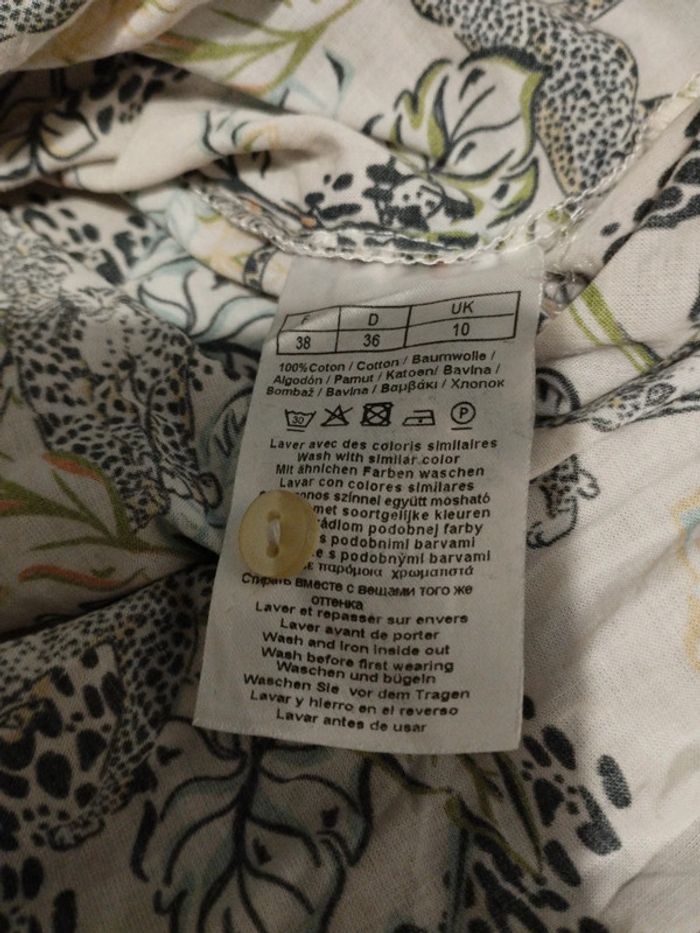 F D UK
38 36 10
100%Coton / Cotton / Baumwolle /
Algodón / Pamut / Katoen/ Bavlna /
Bombaž / Bavlna / Βαμβάκι / Хлопок
30 P
Laver avec des coloris similaires
Wash with similar color
Mit ähnlichen Farben waschen
Lavar con colores similares
színnel együtt mosható
met soortgelijke kleuren
podobnej farby
s podobnimi barvami
s podobnými barvami
παρόμοια χρωματιστά
Стирать вместе с вещами того же
оттенка
Laver et repasser sur envers
Laver avant de porter
Wash and Iron inside out
Wash before first wearing
Waschen und bügeln
Waschen Sie vor dem Tragen
Lavar y hierro en el reverso
Lavar antes de usar